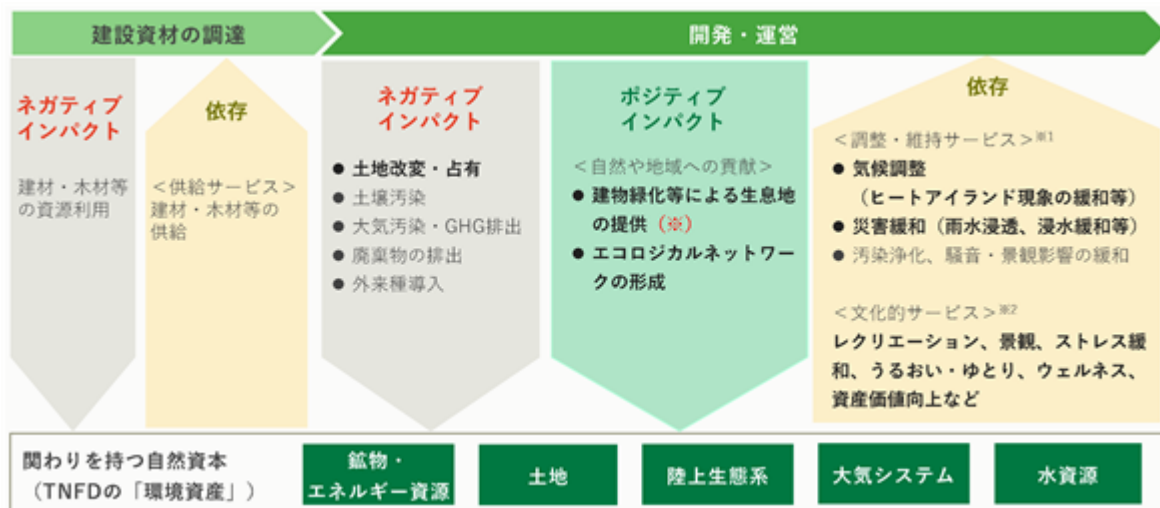 建設資材の調達
開発・運営
ネガティブ
インパクト
建材・木材等
の資源利用
依存
＜供給サービス＞
建材・木材等の
供給
ネガティブ
インパクト
● 土地改変・占有
● 土壌汚染
● 大気汚染・GHG排出
● 廃棄物の排出
● 外来種導入
ポジティブ
インパクト
＜自然や地域への貢献＞
● 建物緑化等による生息地
の提供（※）
● エコロジカルネットワー
クの形成
依存
＜調整・維持サービス＞※1
● 気候調整
（ヒートアイランド現象の緩和等）
● 災害緩和（雨水浸透、浸水緩和等）
● 汚染浄化、騒音・景観影響の緩和
＜文化的サービス＞※2
レクリエーション、景観、ストレス緩
和、うるおい・ゆとり、ウェルネス、
資産価値向上など
関わりを持つ自然資本
（TNFDの「環境資産」）
鉱物・
エネルギー資源
土地
陸上生態系
大気システム
水資源